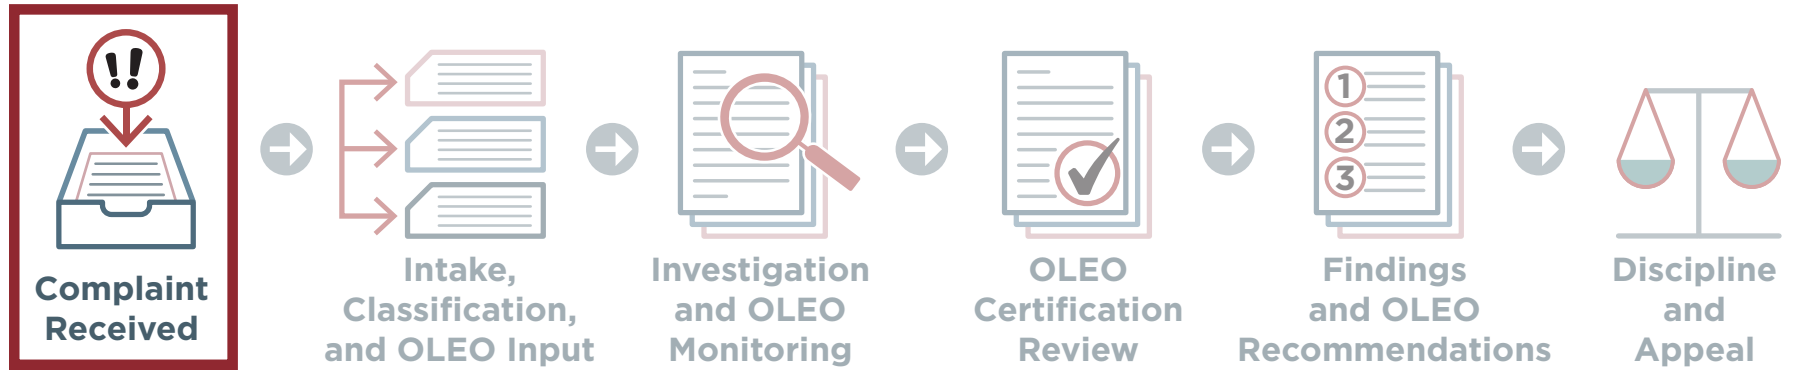 !!
Complaint
Received
Intake,
Classification,
and OLEO Input
Investigation
and OLEO
Monitoring
OLEO
Certification
Review
1
2
3
Findings
and OLEO
Recommendations
Discipline
and
Appeal